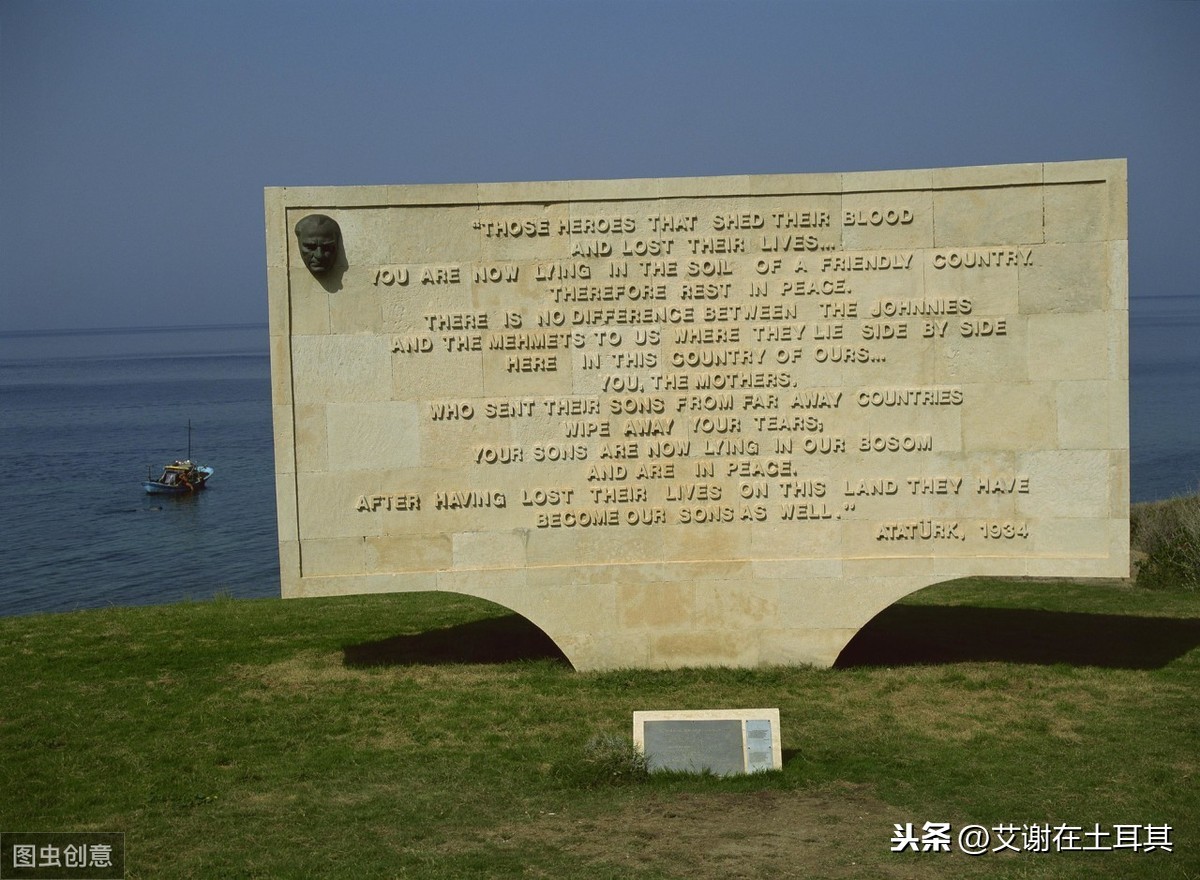 "THOSE HEROES THAT SHED THEIR BLOOD
AND LOST THEIR LIVES...
YOU ARE NOW LYING IN THE SOIL OF A FRIENDLY COUNTRY.
THEREFORE REST IN PEACE.
THERE IS NO DIFFERENCE BETWEEN THE JOHNNIES
AND THE MEHMETS TO US WHERE THEY LIE SIDE BY SIDE
HERE IN THIS COUNTRY OF OURS...
YOU, THE MOTHERS,
WHO SENT THEIR SONS FROM FAR AWAY COUNTRIES
WIPE AWAY YOUR TEARS;
YOUR SONS ARE NOW LYING IN OUR BOSOM
AND ARE IN PEACE.
AFTER HAVING LOST THEIR LIVES ON THIS LAND THEY HAVE
BECOME OUR SONS AS WELL."
ATATÜRK, 1934
图虫创意
头条 @艾谢在土耳其